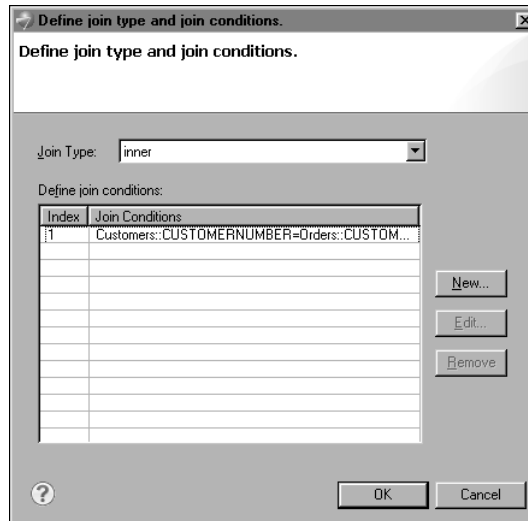 Define join type and join conditions.
Define join type and join conditions.
Join Type: inner
Define join conditions:
Index Join Conditions
1 Customers::CUSTOMERNUMBER=Orders::CUSTOM...
New...
Edit...
Remove
?
OK Cancel